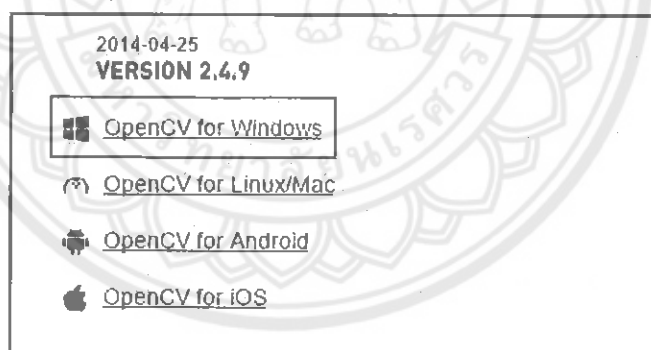 2014-04-25
VERSION 2.4.9
OpenCV for Windows
OpenCV for Linux/Mac
OpenCV for Android
OpenCV for iOS